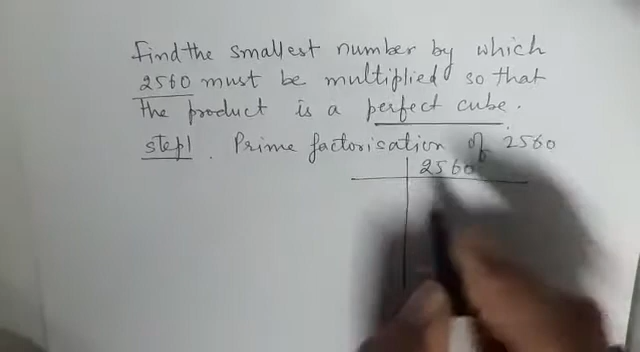 Find the smallest number by which
2560 must be multiplied so that
the product is a perfect cube.
step1. Prime factorisation of 2560
2560